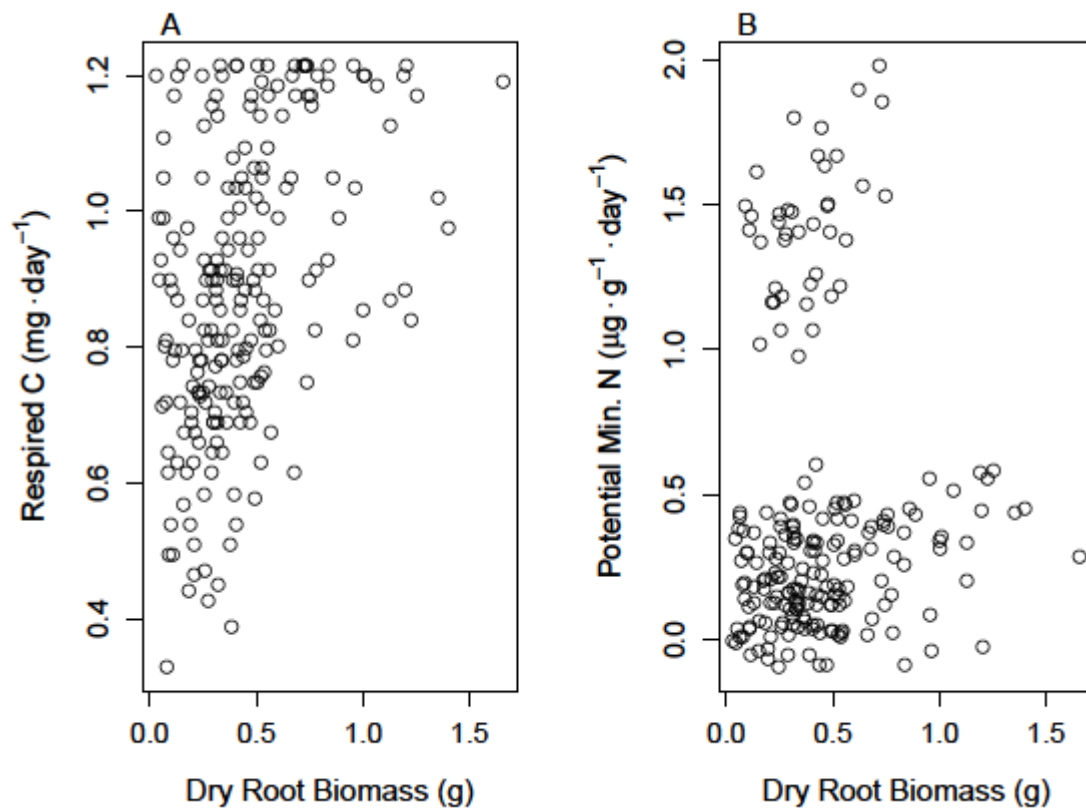 A
B
Respired C (mg · day⁻¹)
1.2
1.0
0.8
0.6
0.4
0.0 0.5 1.0 1.5
Dry Root Biomass (g)
Potential Min. N (µg · g⁻¹ · day⁻¹)
2.0
1.5
1.0
0.5
0.0
0.0 0.5 1.0 1.5
Dry Root Biomass (g)